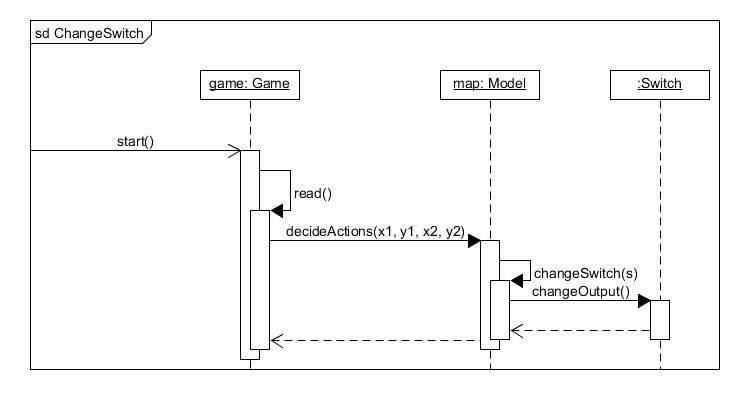 sd ChangeSwitch
game: Game
map: Model
:Switch
start()
read()
decideActions(x1, y1, x2, y2)
changeSwitch(s)
changeOutput()